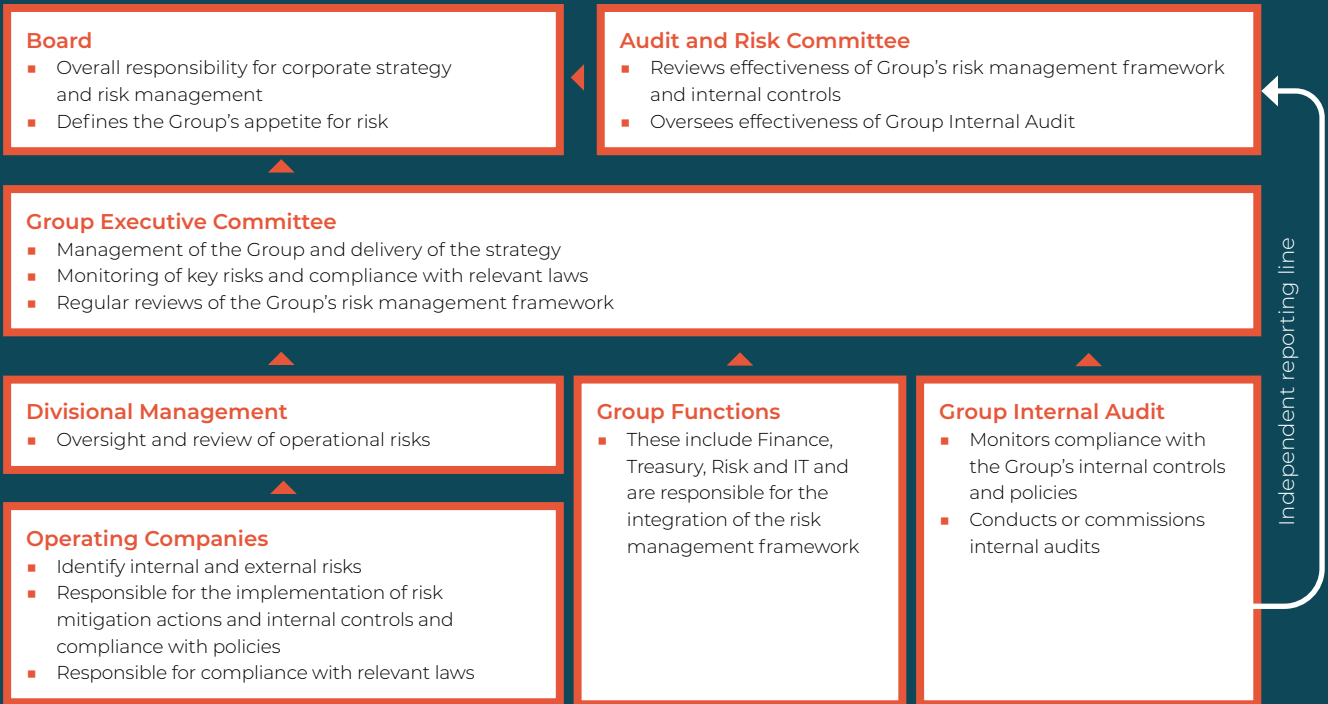 Board
▪ Overall responsibility for corporate strategy
and risk management
▪ Defines the Group’s appetite for risk
Audit and Risk Committee
▪ Reviews effectiveness of Group’s risk management framework
and internal controls
▪ Oversees effectiveness of Group Internal Audit
Group Executive Committee
▪ Management of the Group and delivery of the strategy
▪ Monitoring of key risks and compliance with relevant laws
▪ Regular reviews of the Group’s risk management framework
Divisional Management
▪ Oversight and review of operational risks
Operating Companies
▪ Identify internal and external risks
▪ Responsible for the implementation of risk
mitigation actions and internal controls and
compliance with policies
▪ Responsible for compliance with relevant laws
Group Functions
▪ These include Finance,
Treasury, Risk and IT and
are responsible for the
integration of the risk
management framework
Group Internal Audit
▪ Monitors compliance with
the Group’s internal controls
and policies
▪ Conducts or commissions
internal audits
Independent reporting line